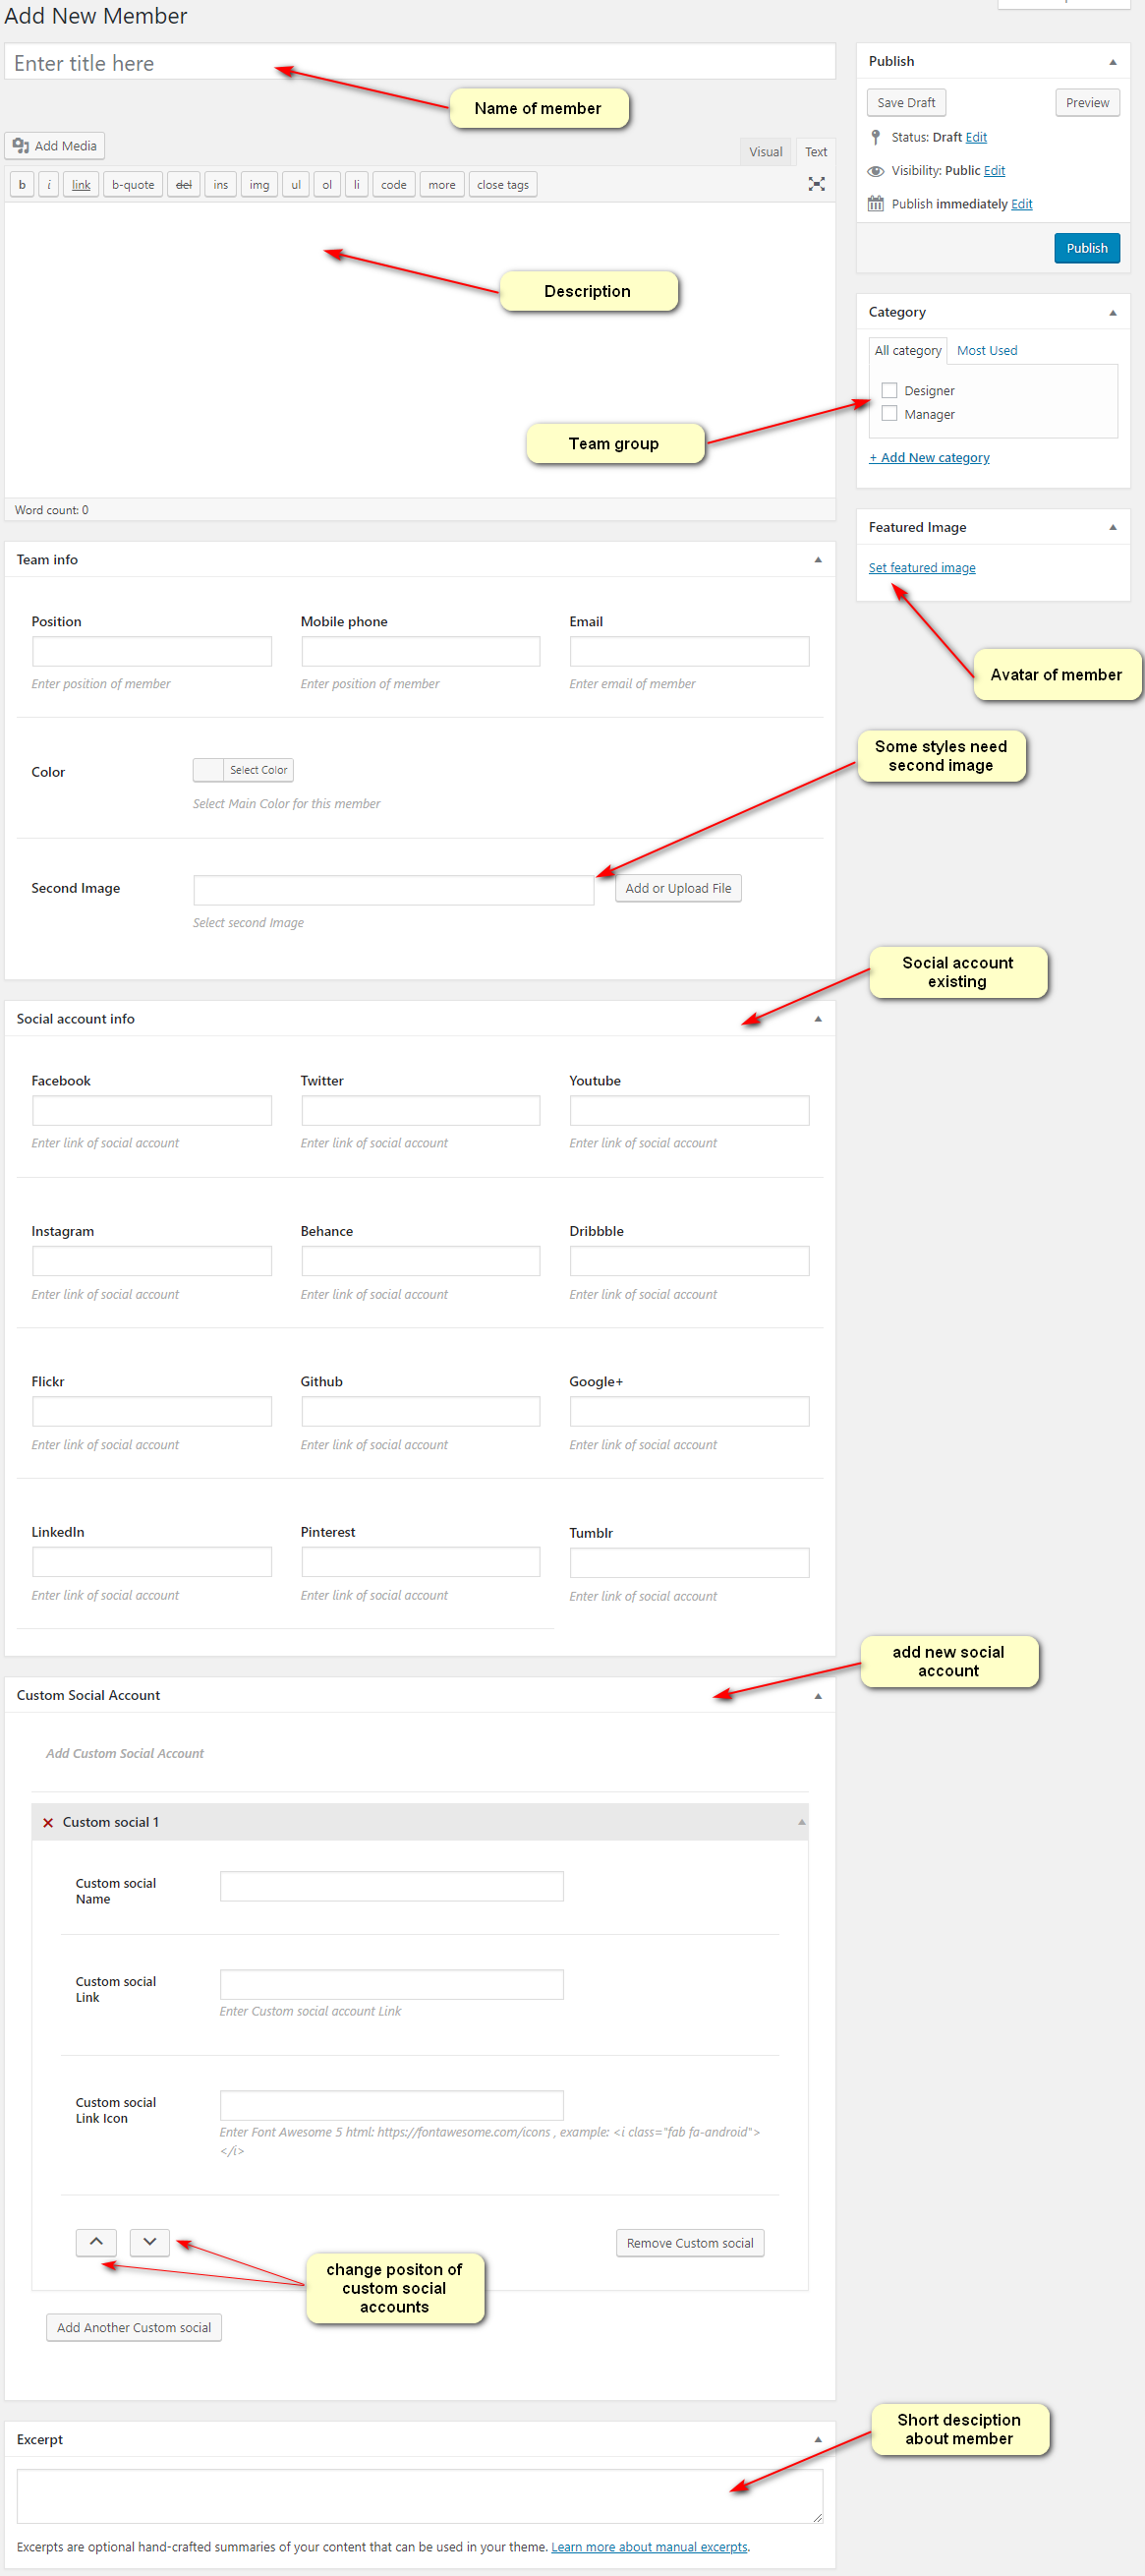 Add New Member
Enter title here
Name of member
Add Media
Visual
Text
b
i
link
b-quote
del
ins
img
ul
ol
li
code
more
close tags
Description
Team group
Word count: 0
Publish
Save Draft
Preview
Status: Draft Edit
Visibility: Public Edit
Publish immediately Edit
Publish
Category
All category
Most Used
Designer
Manager
+ Add New category
Featured Image
Set featured image
Avatar of member
Team info
Position
Mobile phone
Email
Enter position of member
Enter position of member
Enter email of member
Some styles need
second image
Color
Select Color
Select Main Color for this member
Second Image
Add or Upload File
Select second Image
Social account
existing
Social account info
Facebook
Twitter
Youtube
Enter link of social account
Enter link of social account
Enter link of social account
Instagram
Behance
Dribbble
Enter link of social account
Enter link of social account
Enter link of social account
Flickr
Github
Google+
Enter link of social account
Enter link of social account
Enter link of social account
LinkedIn
Pinterest
Tumblr
Enter link of social account
Enter link of social account
Enter link of social account
add new social
account
Custom Social Account
Add Custom Social Account
Custom social 1
Custom social
Name
Custom social
Link
Enter Custom social account Link
Custom social
Link Icon
Enter Font Awesome 5 html: https://fontawesome.com/icons , example: <i class="fab fa-android">
</i>
Remove Custom social
change positon of
custom social
accounts
Add Another Custom social
Short desciption
about member
Excerpt
Excerpts are optional hand-crafted summaries of your content that can be used in your theme. Learn more about manual excerpts.